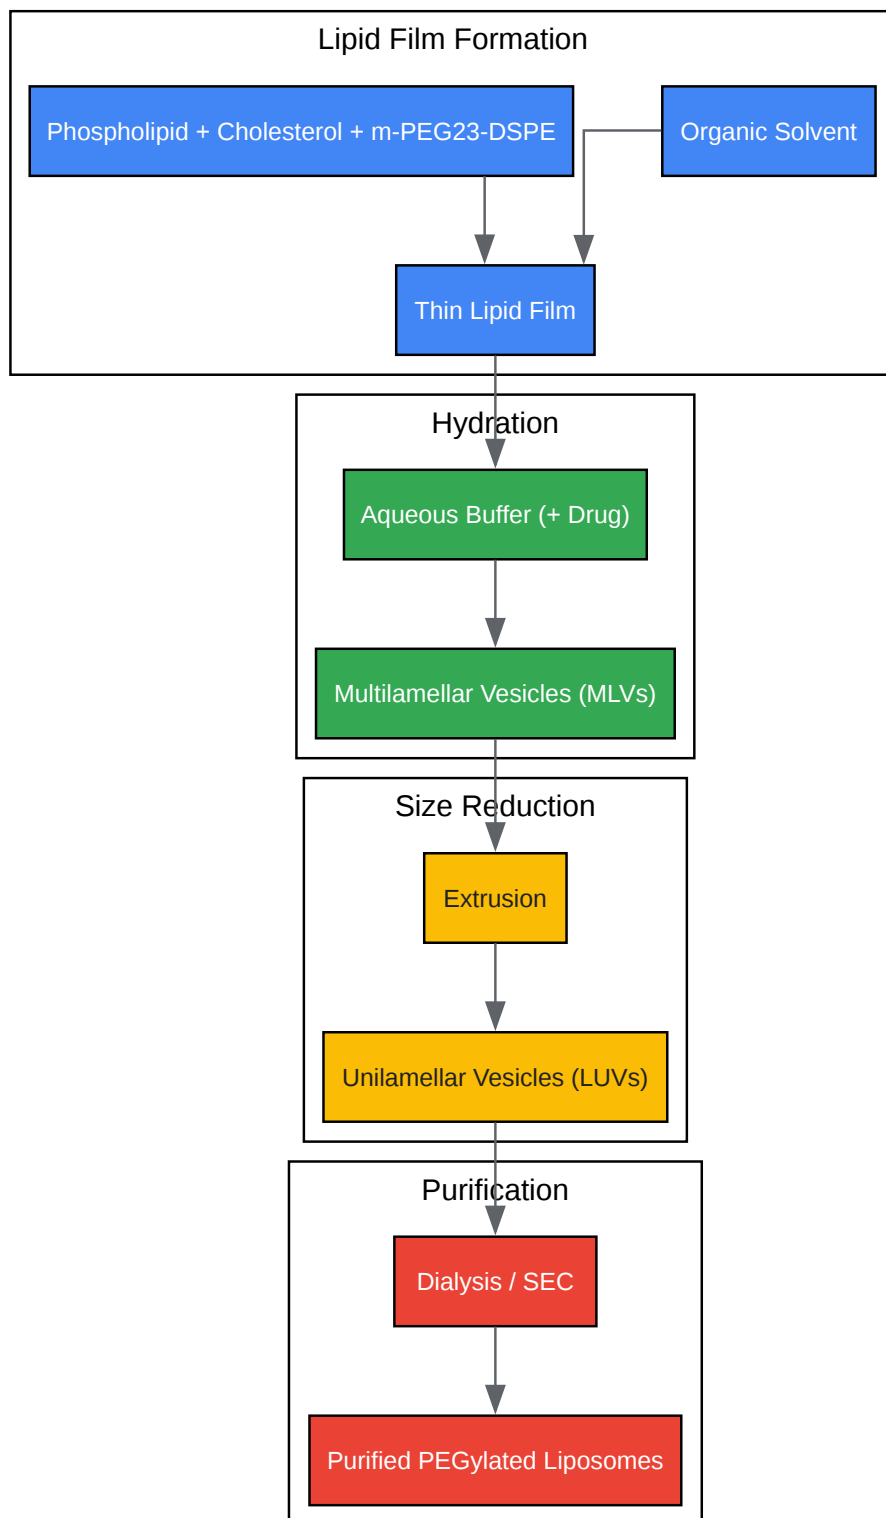 Lipid Film Formation
Phospholipid + Cholesterol + m-PEG23-DSPE
Organic Solvent
Thin Lipid Film
Hydration
Aqueous Buffer (+ Drug)
Multilamellar Vesicles (MLVs)
Size Reduction
Extrusion
Unilamellar Vesicles (LUVs)
Purification
Dialysis / SEC
Purified PEGylated Liposomes